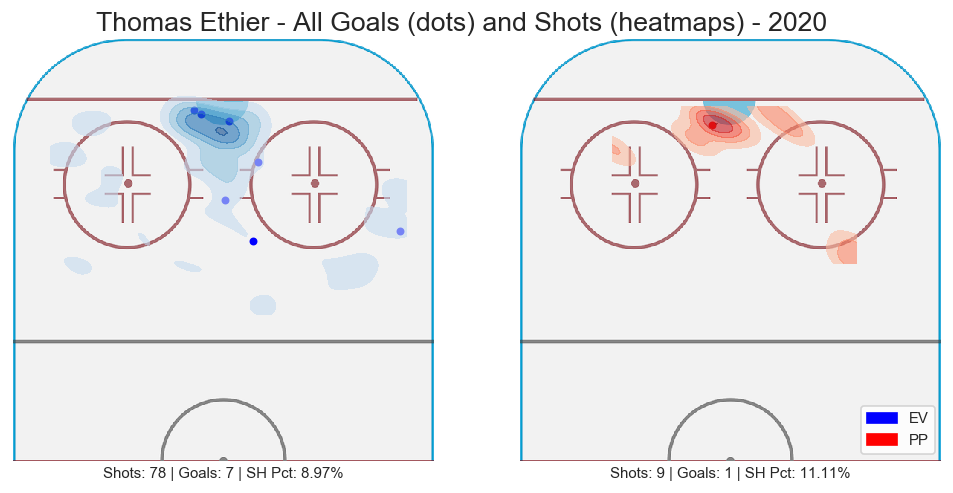 Thomas Ethier - All Goals (dots) and Shots (heatmaps) - 2020
EV
PP
Shots: 78 | Goals: 7 | SH Pct: 8.97%
Shots: 9 | Goals: 1 | SH Pct: 11.11%